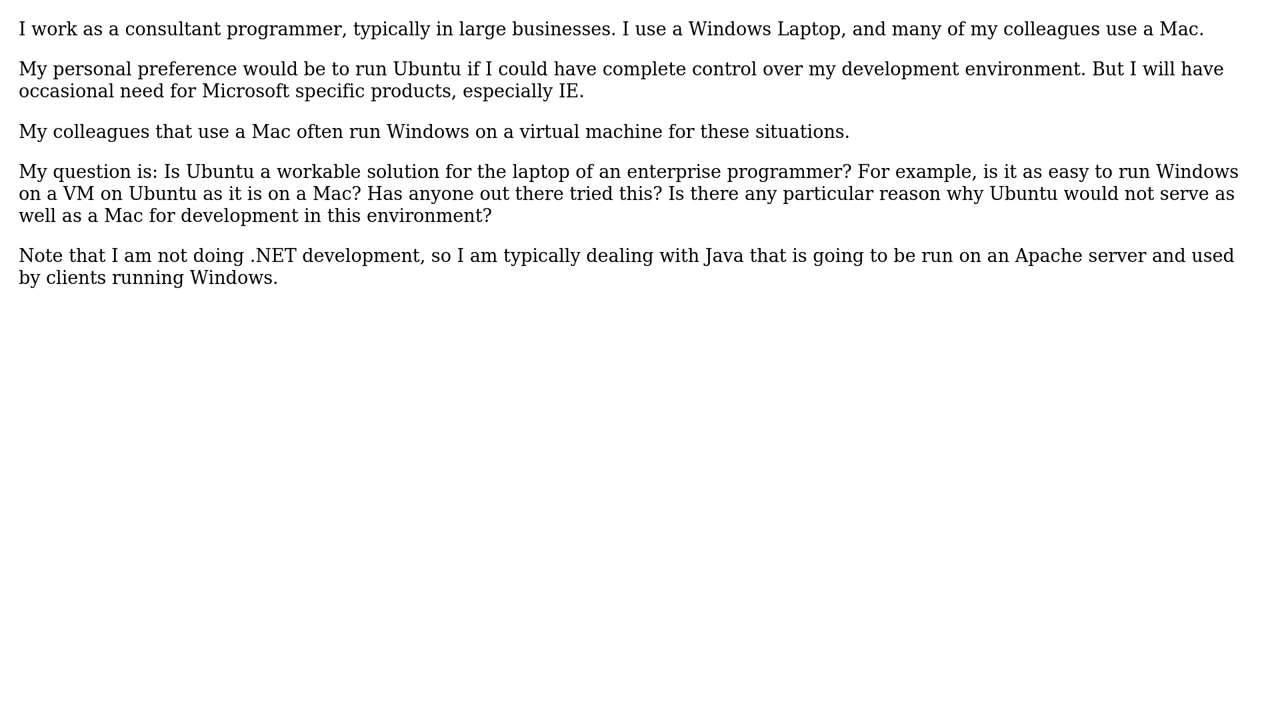 I work as a consultant programmer, typically in large businesses. I use a Windows Laptop, and many of my colleagues use a Mac.
My personal preference would be to run Ubuntu if I could have complete control over my development environment. But I will have
occasional need for Microsoft specific products, especially IE.
My colleagues that use a Mac often run Windows on a virtual machine for these situations.
My question is: Is Ubuntu a workable solution for the laptop of an enterprise programmer? For example, is it as easy to run Windows
on a VM on Ubuntu as it is on a Mac? Has anyone out there tried this? Is there any particular reason why Ubuntu would not serve as
well as a Mac for development in this environment?
Note that I am not doing .NET development, so I am typically dealing with Java that is going to be run on an Apache server and used
by clients running Windows.